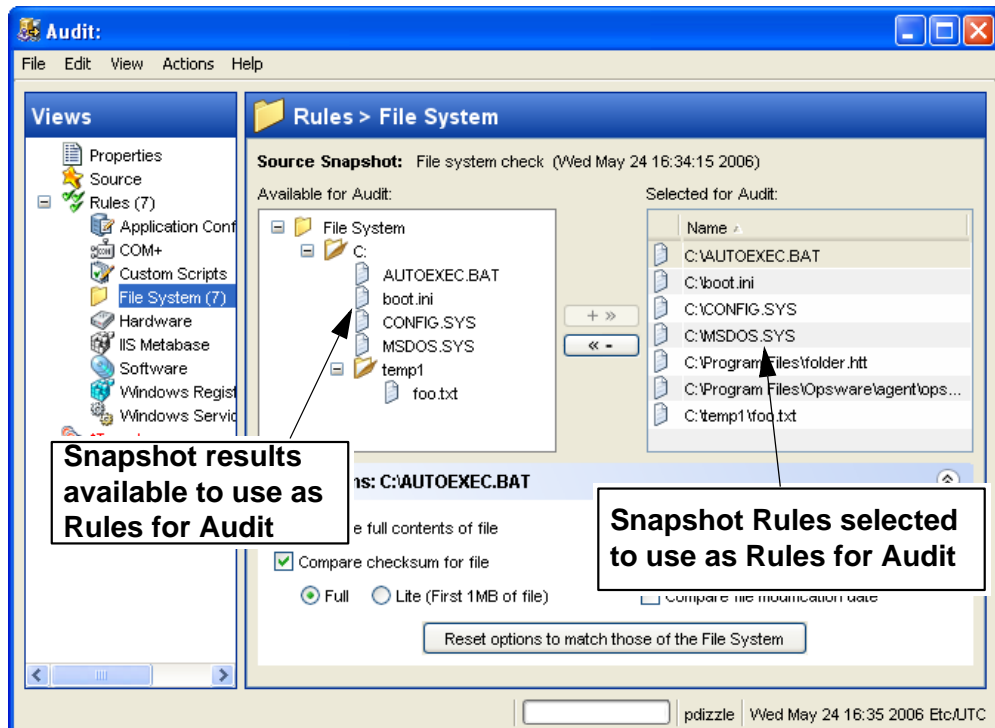 Audit:
File Edit View Actions Help
Views
Properties
Source
Rules (7)
Application Conf
COM+
Custom Scripts
File System (7)
Hardware
IIS Metabase
Software
Windows Regist
Windows Servic
Rules > File System
Source Snapshot: File system check (Wed May 24 16:34:15 2006)
Available for Audit:
File System
C:
AUTOEXEC.BAT
boot.ini
CONFIG.SYS
MSDOS.SYS
temp1
foo.txt
+ »
« -
Selected for Audit:
Name
C:\AUTOEXEC.BAT
C:\boot.ini
C:\CONFIG.SYS
C:\MSDOS.SYS
C:\Program Files\folder.htt
C:\Program Files\Opsware\agent\ops...
C:\temp1\foo.txt
Snapshot results
available to use as
Rules for Audit
ns: C:\AUTOEXEC.BAT
e full contents of file
Compare checksum for file
Full Lite (First 1MB of file)
Snapshot Rules selected
to use as Rules for Audit
Compare file modification date
Reset options to match those of the File System
pdizzle Wed May 24 16:35 2006 Etc/UTC